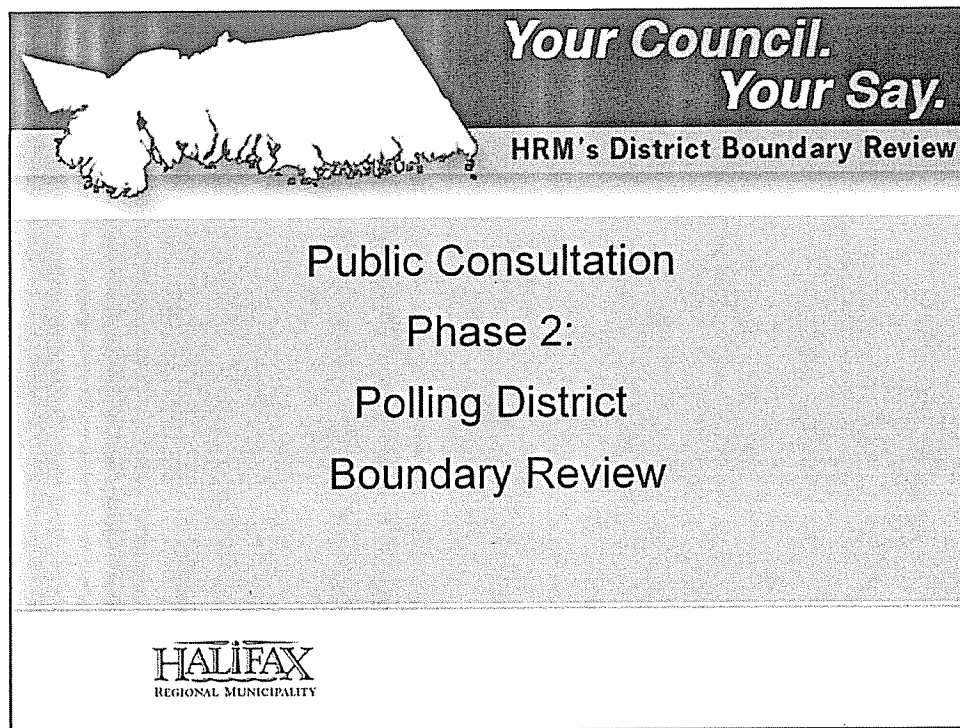 Your Council.
Your Say.
HRM's District Boundary Review
Public Consultation
Phase 2:
Polling District
Boundary Review
HALIFAX
REGIONAL MUNICIPALITY